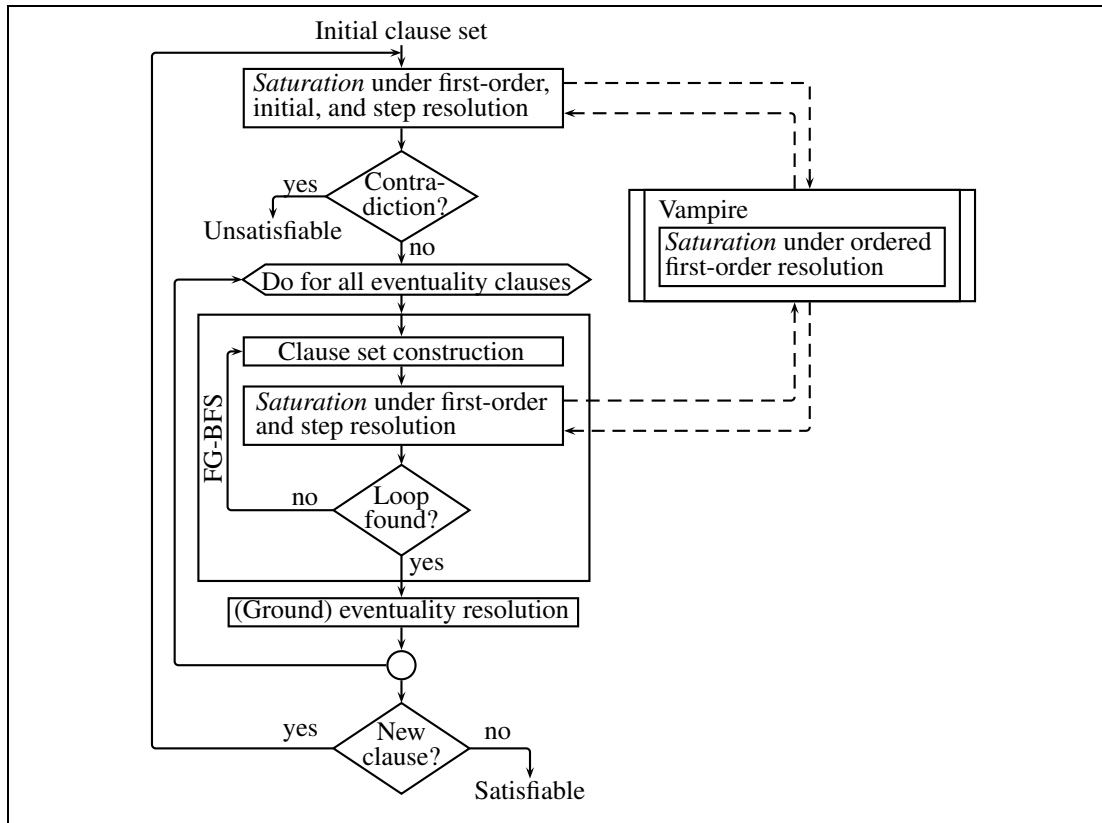 Initial clause set
Saturation under first-order,
initial, and step resolution
yes
Contra-
diction?
Unsatisfiable
no
Vampire
Saturation under ordered
first-order resolution
Do for all eventuality clauses
FG-BFS
Clause set construction
Saturation under first-order
and step resolution
no
Loop
found?
yes
(Ground) eventuality resolution
yes
New
clause?
no
Satisfiable